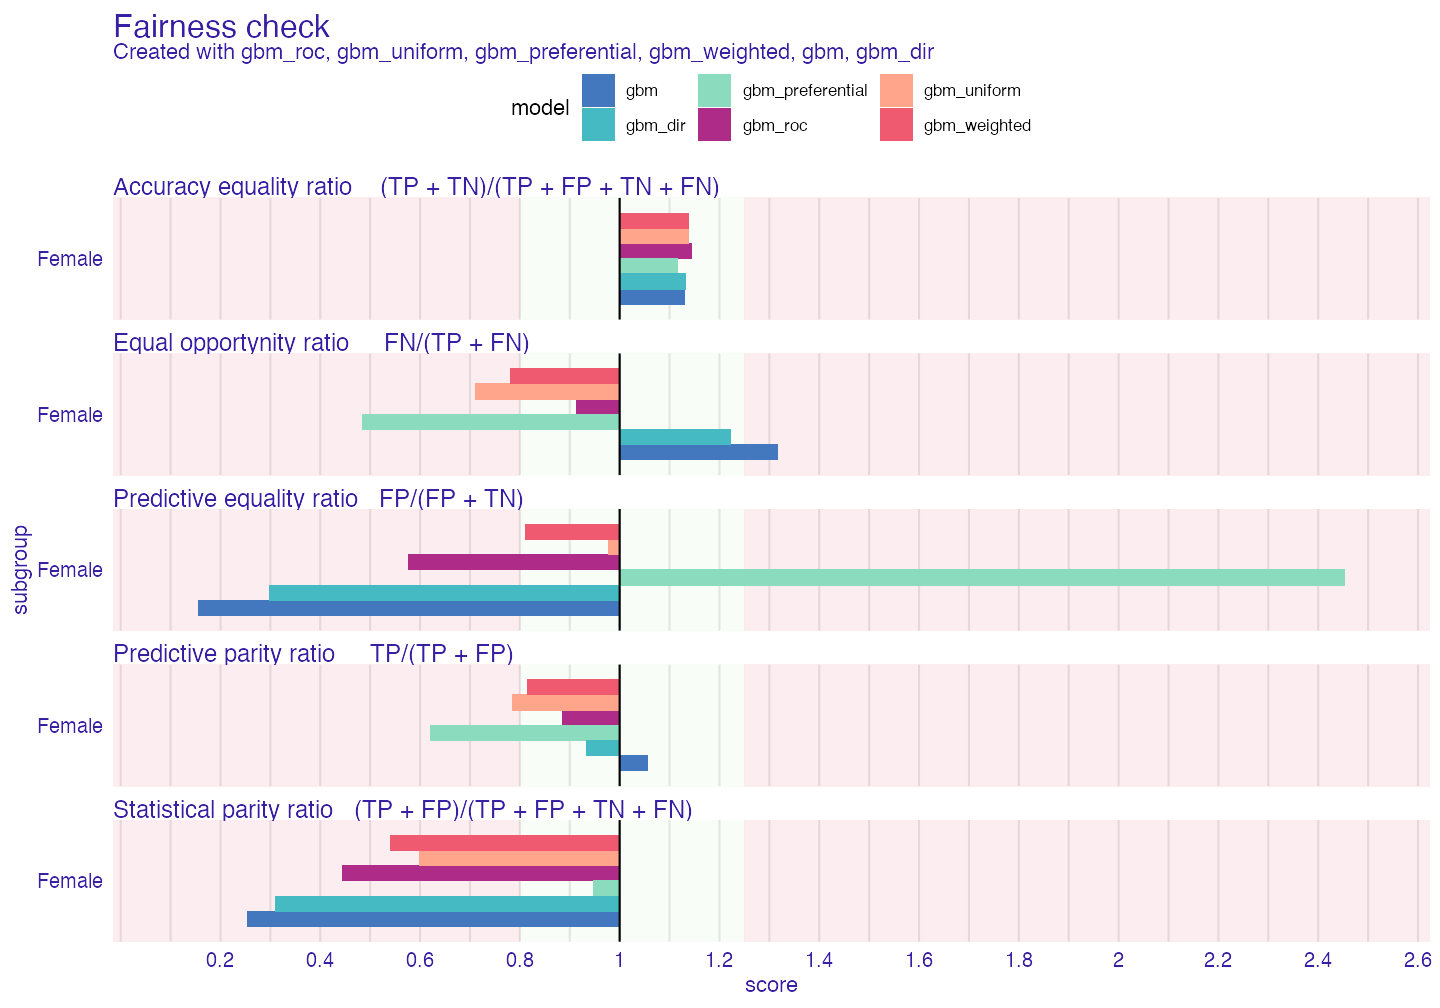 Fairness check
Created with gbm_roc, gbm_uniform, gbm_preferential, gbm_weighted, gbm, gbm_dir
model
gbm
gbm_preferential
gbm_uniform
gbm_dir
gbm_roc
gbm_weighted
Accuracy equality ratio (TP + TN)/(TP + FP + TN + FN)
Female
Equal opportynity ratio FN/(TP + FN)
Female
Predictive equality ratio FP/(FP + TN)
Female
Predictive parity ratio TP/(TP + FP)
Female
Statistical parity ratio (TP + FP)/(TP + FP + TN + FN)
Female
subgroup
0.2 0.4 0.6 0.8 1 1.2 1.4 1.6 1.8 2 2.2 2.4 2.6
score